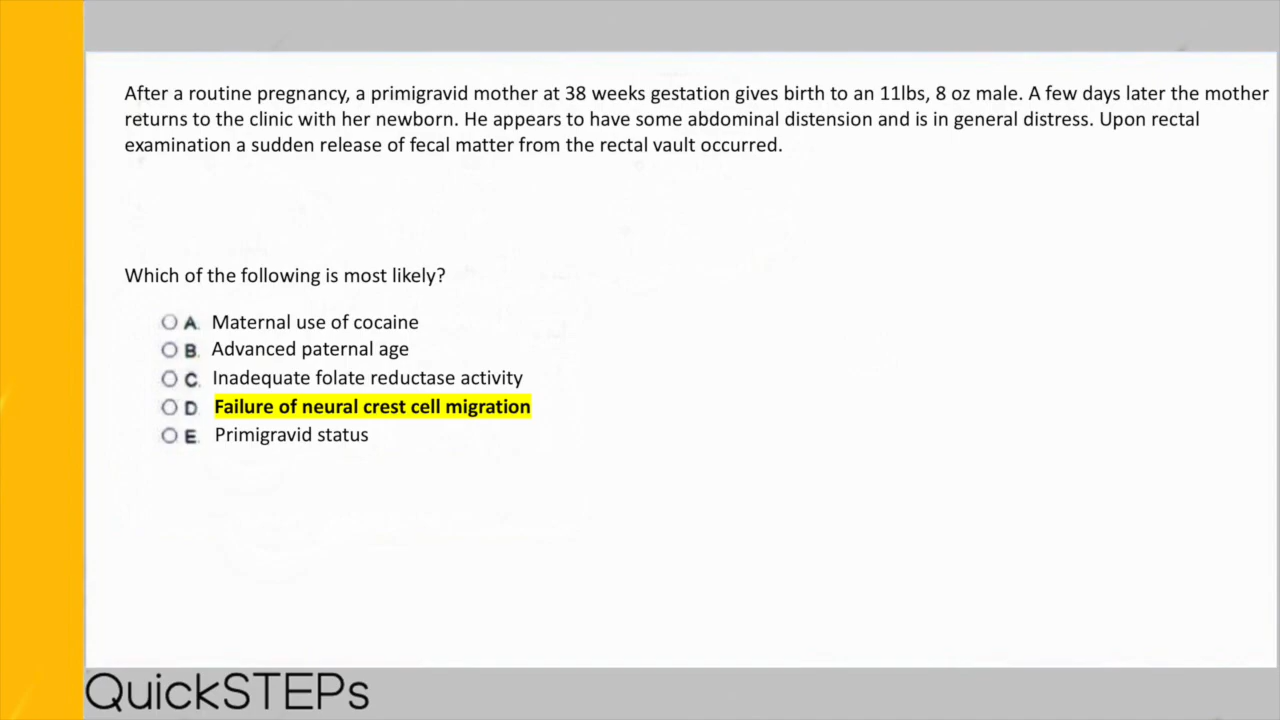 After a routine pregnancy, a primigravid mother at 38 weeks gestation gives birth to an 11lbs, 8 oz male. A few days later the mother
returns to the clinic with her newborn. He appears to have some abdominal distension and is in general distress. Upon rectal
examination a sudden release of fecal matter from the rectal vault occurred.
Which of the following is most likely?
A. Maternal use of cocaine
B. Advanced paternal age
C. Inadequate folate reductase activity
D. Failure of neural crest cell migration
E. Primigravid status
QuickSTEPs